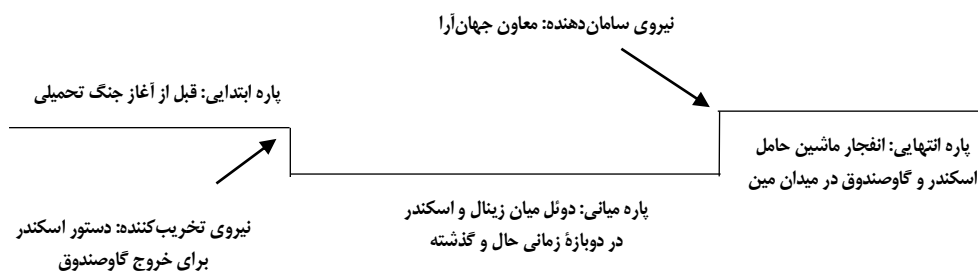 نیروی سامان‌دهنده: معاون جهان‌آرا
پاره ابتدایی: قبل از آغاز جنگ تحمیلی
پاره انتهایی: انفجار ماشین حامل
اسکندر و گاوصندوق در میدان مین
پاره میانی: دوئل میان زینال و اسکندر
در دوبازهٔ زمانی حال و گذشته
نیروی تخریب‌کننده: دستور اسکندر
برای خروج گاوصندوق